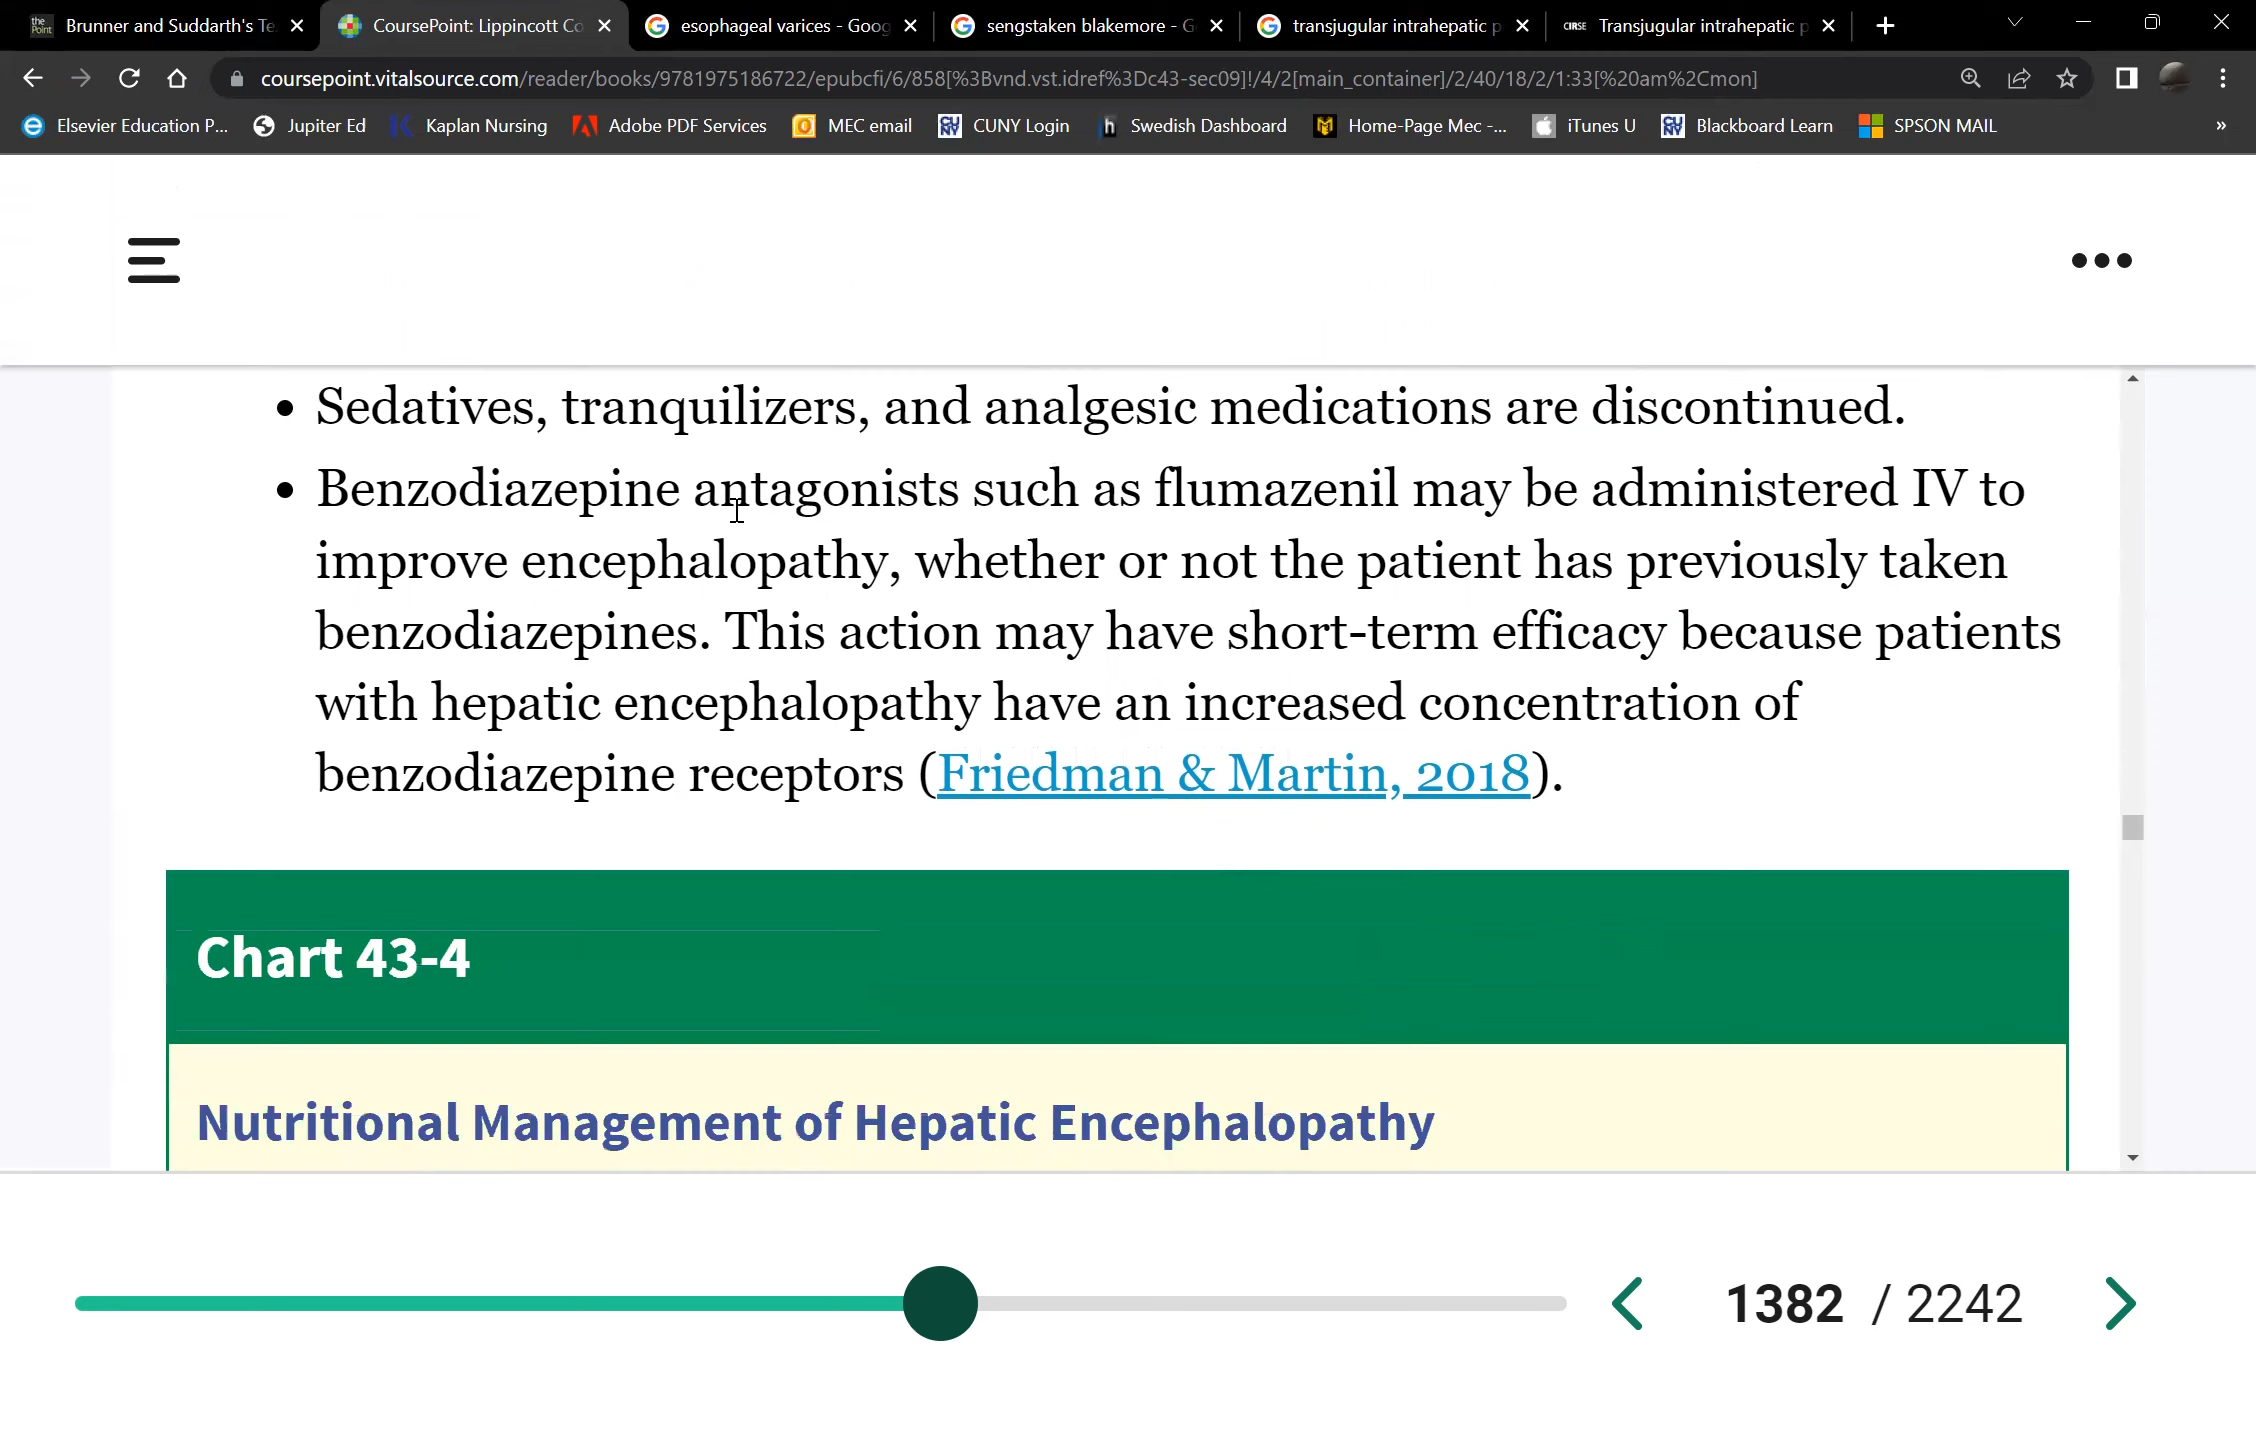 the Point
Brunner and Suddarth's Te
CoursePoint: Lippincott Co
esophageal varices - Goog
sengstaken blakemore - G
transjugular intrahepatic p
CIRSE
Transjugular intrahepatic p
coursepoint.vitalsource.com/reader/books/9781975186722/epubcfi/6/858[%3Bvnd.vst.idref%3Dc43-sec09]!/4/2[main_container]/2/40/18/2/1:33[%20am%2Cmon]
Elsevier Education P...
Jupiter Ed
Kaplan Nursing
Adobe PDF Services
MEC email
CUNY Login
Swedish Dashboard
Home-Page Mec -...
iTunes U
Blackboard Learn
SPSON MAIL
»
• Sedatives, tranquilizers, and analgesic medications are discontinued.
• Benzodiazepine antagonists such as flumazenil may be administered IV to
improve encephalopathy, whether or not the patient has previously taken
benzodiazepines. This action may have short-term efficacy because patients
with hepatic encephalopathy have an increased concentration of
benzodiazepine receptors (Friedman & Martin, 2018).
Chart 43-4
Nutritional Management of Hepatic Encephalopathy
1382 / 2242